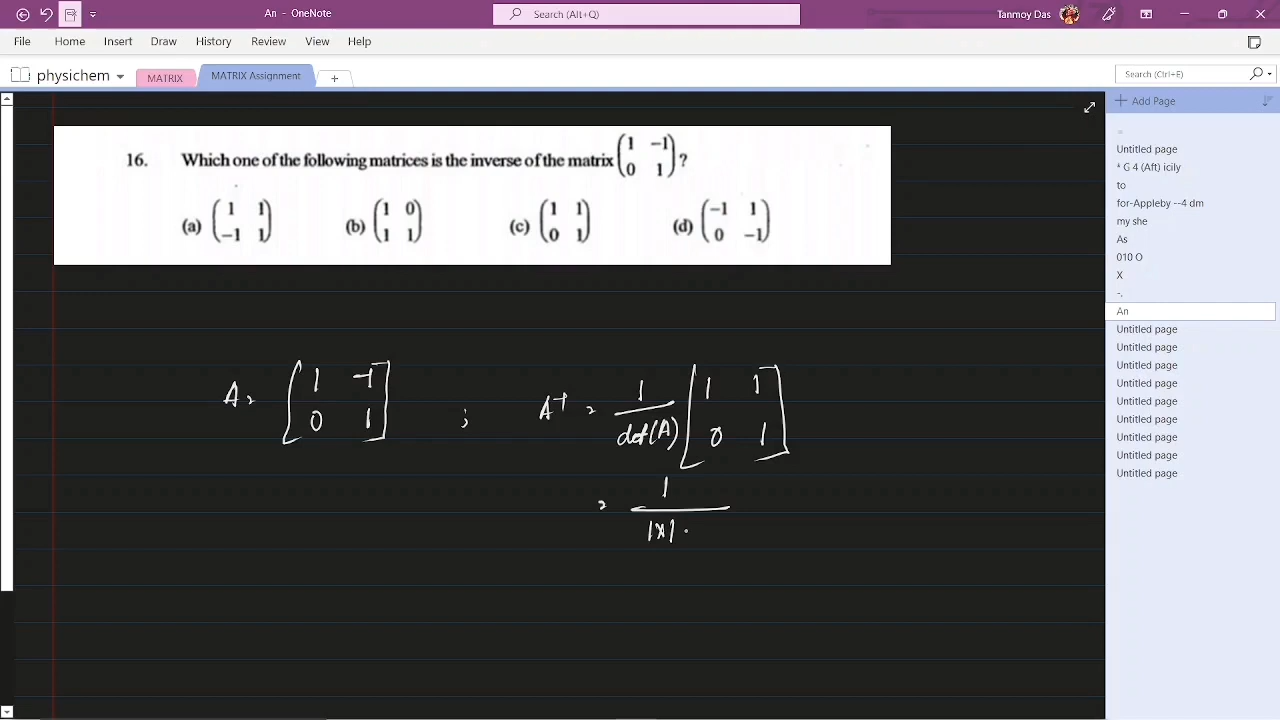 An - OneNote
Search (Alt+Q)
Tanmoy Das
File Home Insert Draw History Review View Help
physichem MATRIX MATRIX Assignment +
Search (Ctrl+E)
+ Add Page
=
Untitled page
* G 4 (Aft) icily
to
for-Appleby --4 dm
my she
As
010 O
X
-,
An
Untitled page
Untitled page
Untitled page
Untitled page
Untitled page
Untitled page
Untitled page
Untitled page
Untitled page
16. Which one of the following matrices is the inverse of the matrix (1 −1
0 1)?
(a) (1 1
−1 1) (b) (1 0
1 1) (c) (1 1
0 1) (d) (−1 1
0 −1)
A = [1 -1
0 1] ; A-1 = 1/det(A) [1 1
0 1]
= 1
1x1 .